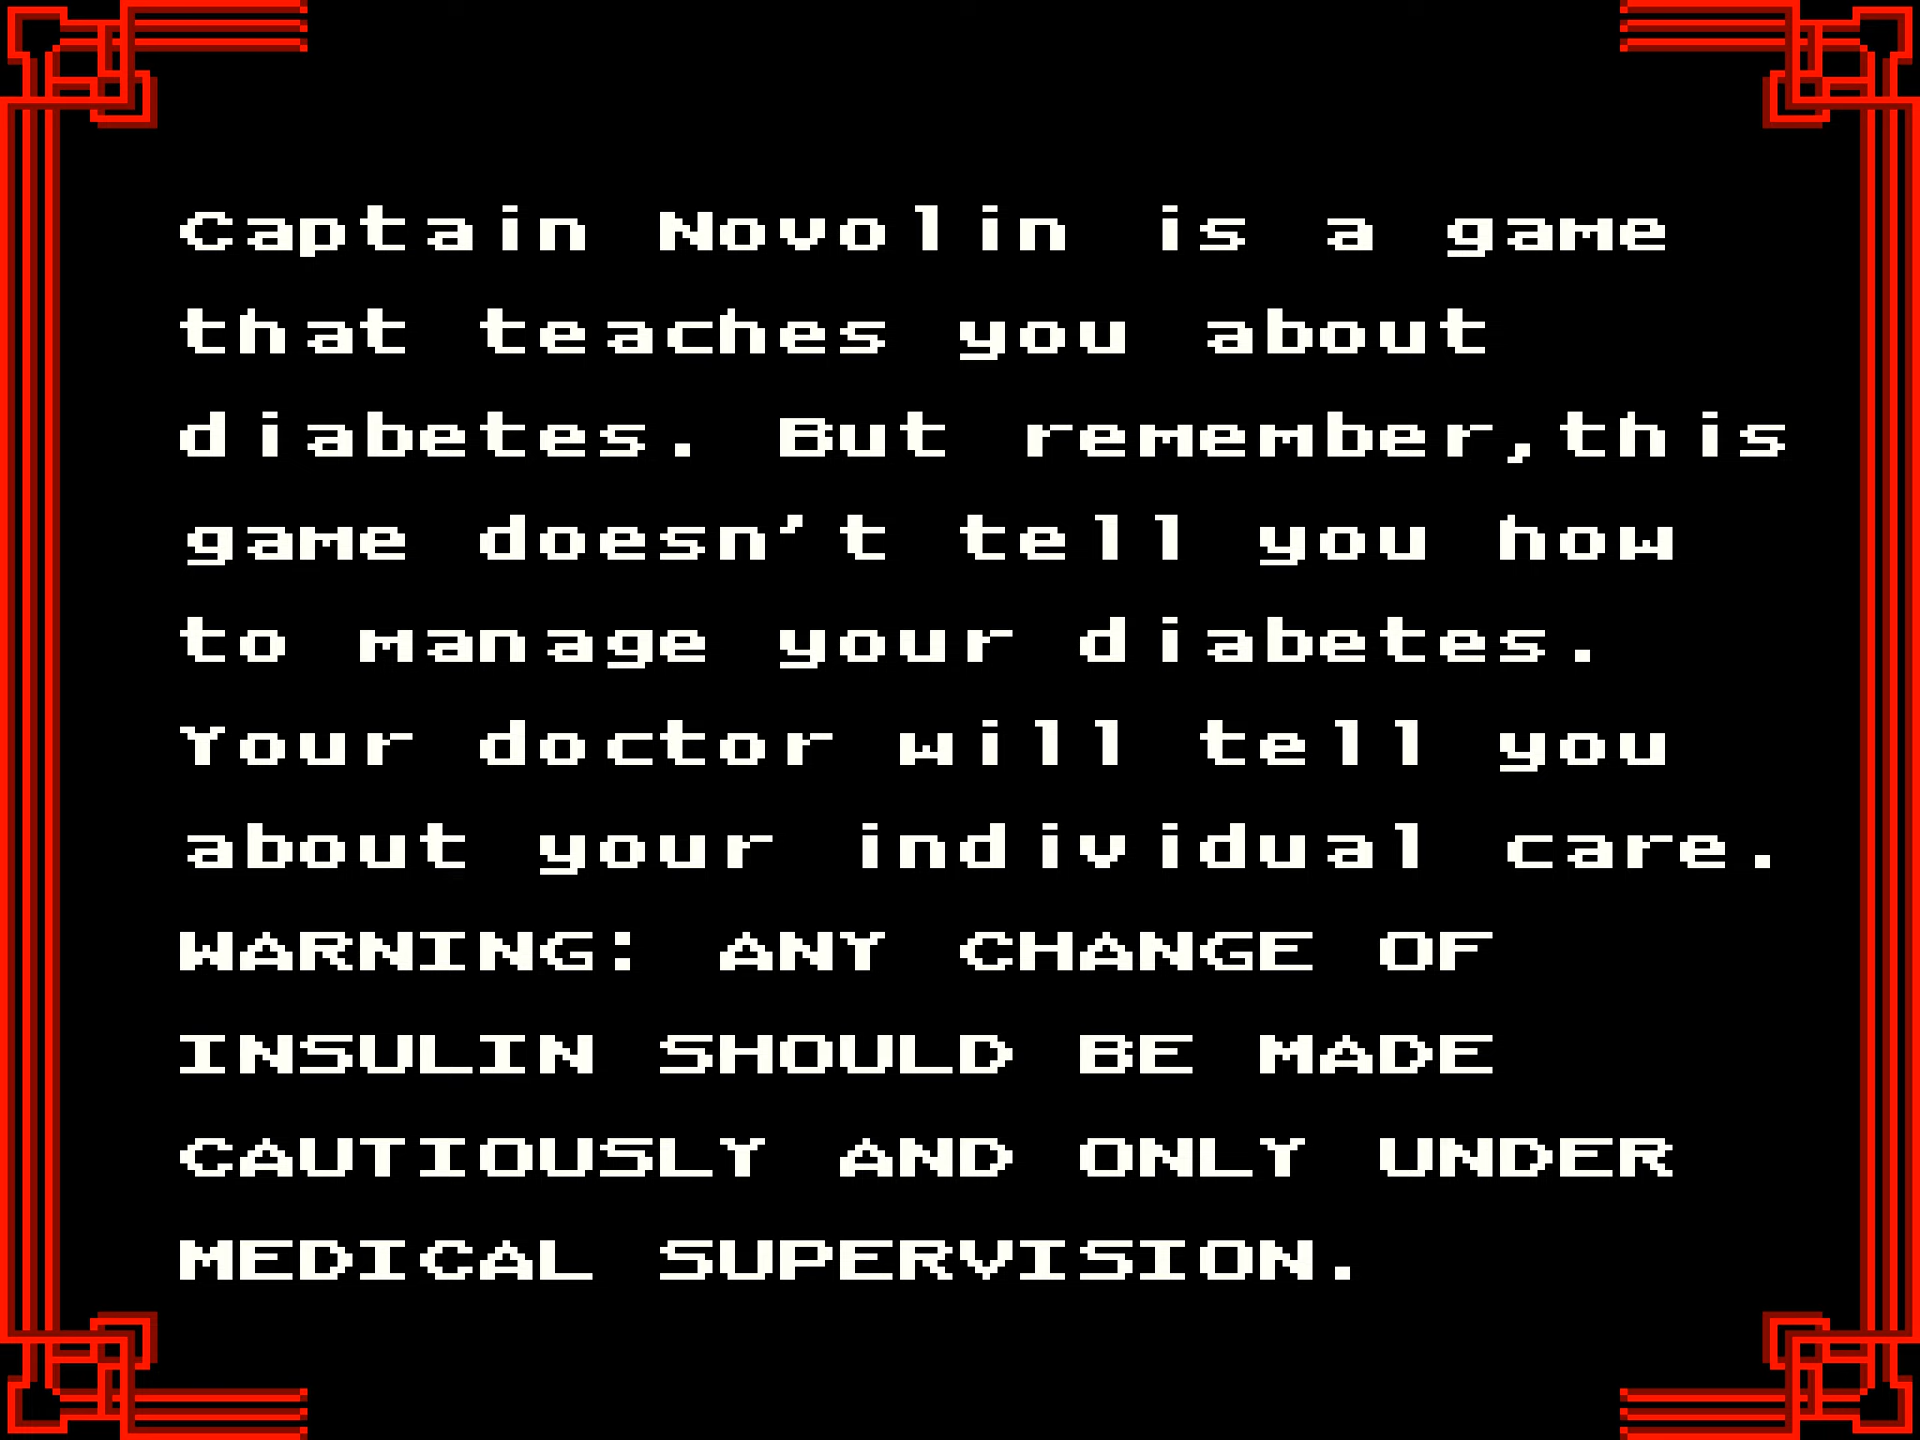 Captain Novolin is a game
that teaches you about
diabetes. But remember,this
game doesn't tell you how
to manage your diabetes.
Your doctor will tell you
about your individual care.
WARNING: ANY CHANGE OF
INSULIN SHOULD BE MADE
CAUTIOUSLY AND ONLY UNDER
MEDICAL SUPERVISION.